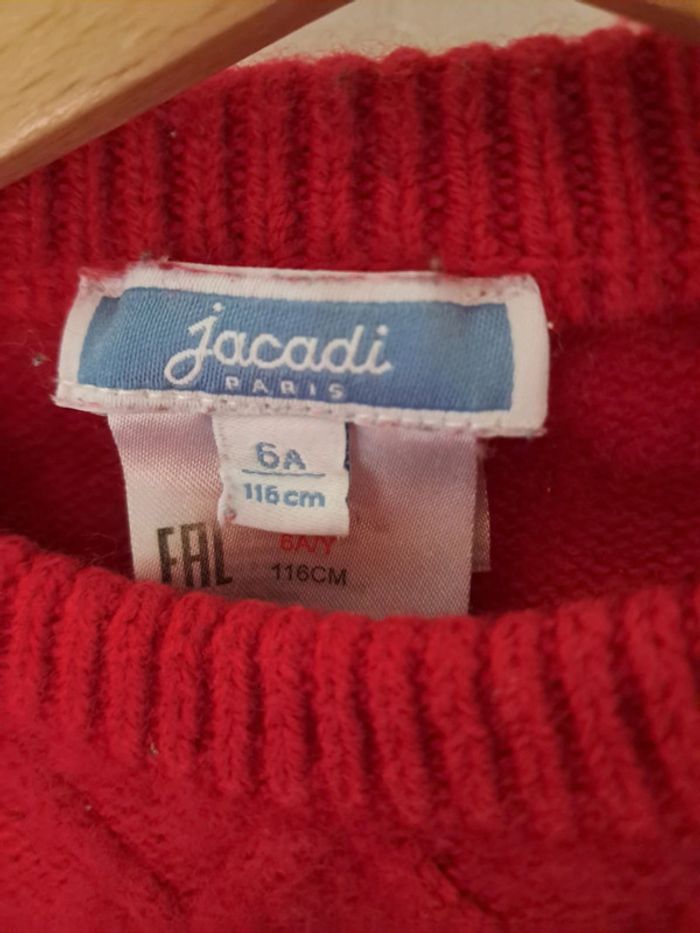 jacadi
PARIS
6A
116cm
6A/Y
EAC
116CM